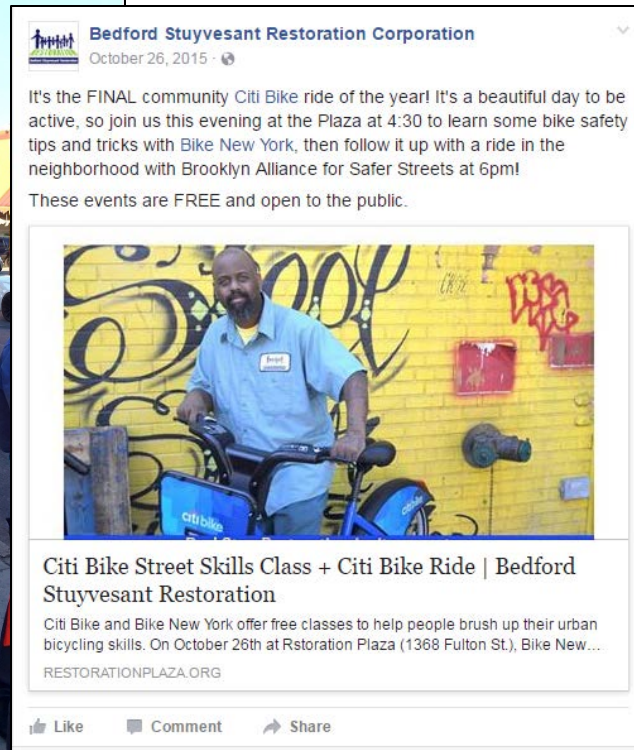 Bedford Stuyvesant Restoration Corporation
October 26, 2015 ·
It's the FINAL community Citi Bike ride of the year! It's a beautiful day to be
active, so join us this evening at the Plaza at 4:30 to learn some bike safety
tips and tricks with Bike New York, then follow it up with a ride in the
neighborhood with Brooklyn Alliance for Safer Streets at 6pm!
These events are FREE and open to the public.
citibike
citibike
Citi Bike Street Skills Class + Citi Bike Ride | Bedford
Stuyvesant Restoration
Citi Bike and Bike New York offer free classes to help people brush up their urban
bicycling skills. On October 26th at Rstoration Plaza (1368 Fulton St.), Bike New...
RESTORATIONPLAZA.ORG
Like Comment Share